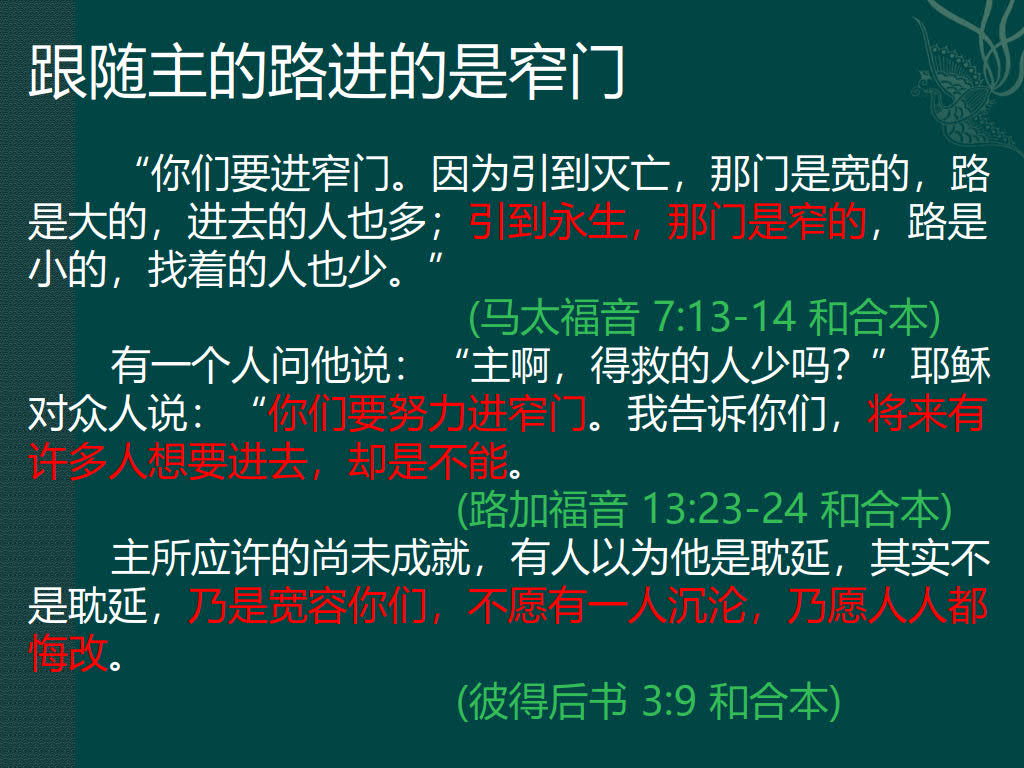 跟随主的路进的是窄门
“你们要进窄门。因为引到灭亡，那门是宽的，路
是大的，进去的人也多；引到永生，那门是窄的，路是
小的，找着的人也少。”
(马太福音 7:13-14 和合本)
有一个人问他说：“主啊，得救的人少吗？”耶稣
对众人说：“你们要努力进窄门。我告诉你们，将来有
许多人想要进去，却是不能。
(路加福音 13:23-24 和合本)
主所应许的尚未成就，有人以为他是耽延，其实不
是耽延，乃是宽容你们，不愿有一人沉沦，乃愿人人都
悔改。
(彼得后书 3:9 和合本)